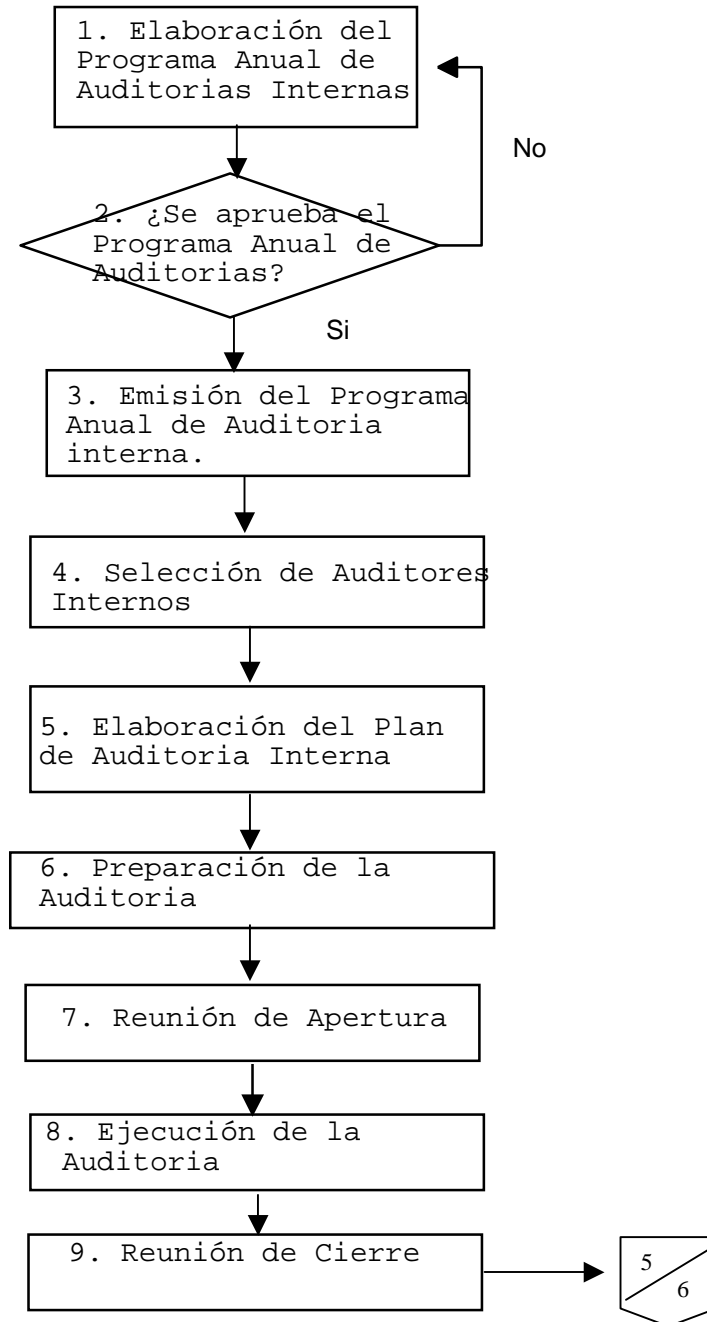 1. Elaboración del
Programa Anual de
Auditorias Internas
No
2. ¿Se aprueba el
Programa Anual de
Auditorias?
Si
3. Emisión del Programa
Anual de Auditoria
interna.
4. Selección de Auditores
Internos
5. Elaboración del Plan
de Auditoria Interna
6. Preparación de la
Auditoria
7. Reunión de Apertura
8. Ejecución de la
Auditoria
9. Reunión de Cierre
5
6